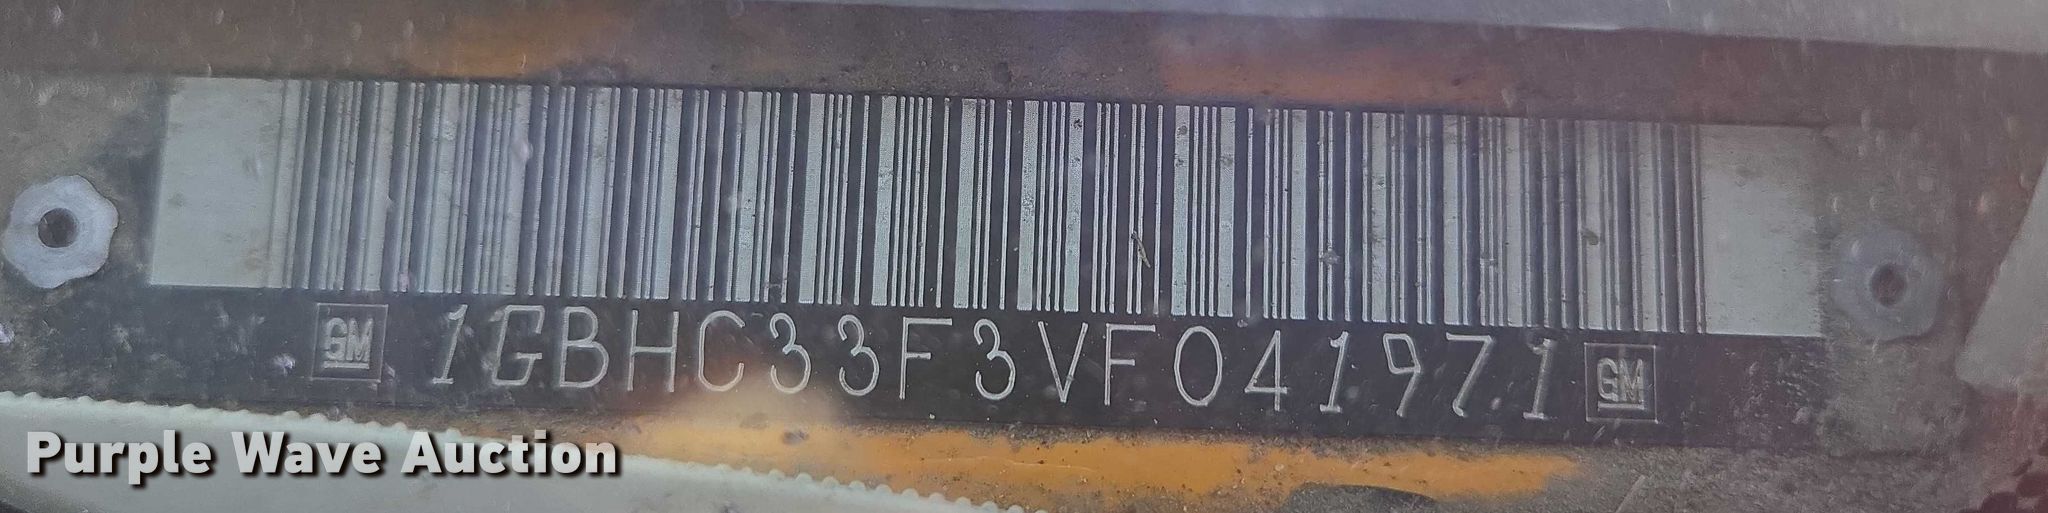 GM 1GBHC33F3VF041971 GM
Purple Wave Auction